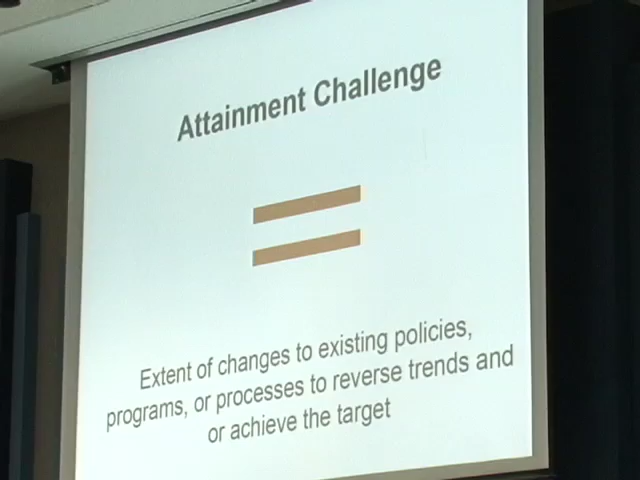 Attainment Challenge
=
Extent of changes to existing policies,
programs, or processes to reverse trends and
or achieve the target